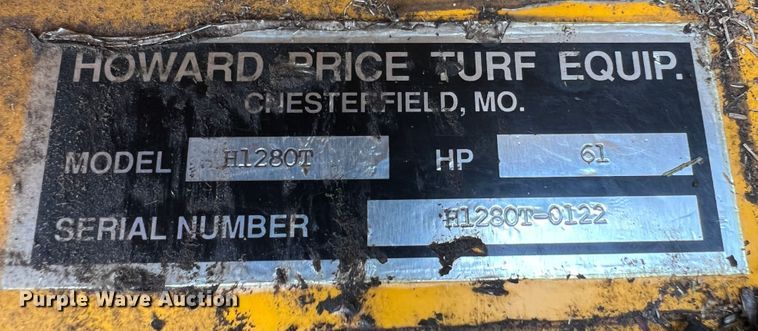 HOWARD PRICE TURF EQUIP.
CHESTERFIELD, MO.
MODEL H1280T HP 61
SERIAL NUMBER H1280T-0122
Purple Wave Auction